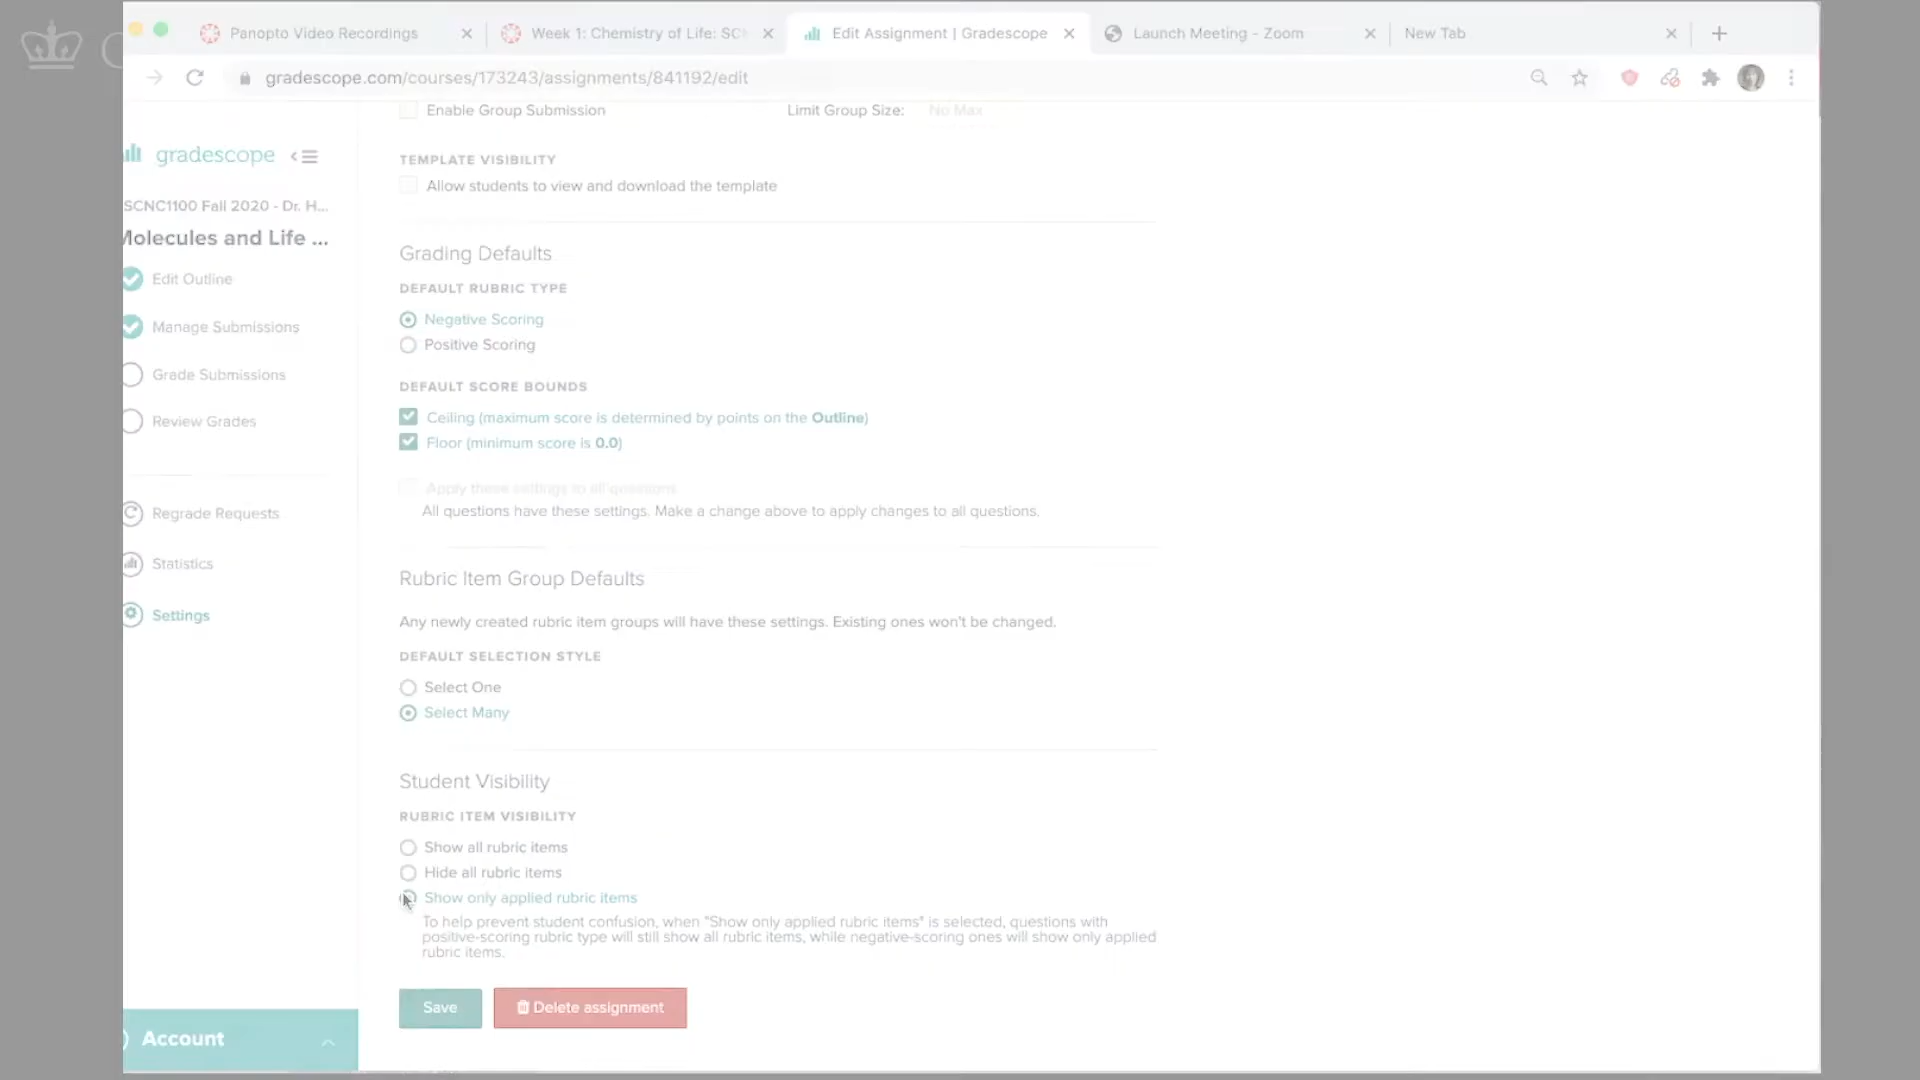 Panopto Video Recordings
Week 1: Chemistry of Life: SC
Edit Assignment | Gradescope
Launch Meeting - Zoom
New Tab
gradescope.com/courses/173243/assignments/841192/edit
Enable Group Submission
Limit Group Size:
No Max
gradescope
TEMPLATE VISIBILITY
Allow students to view and download the template
SCNC1100 Fall 2020 - Dr. H...
Molecules and Life ...
Edit Outline
Manage Submissions
Grade Submissions
Review Grades
Regrade Requests
Statistics
Settings
Account
Grading Defaults
DEFAULT RUBRIC TYPE
Negative Scoring
Positive Scoring
DEFAULT SCORE BOUNDS
Ceiling (maximum score is determined by points on the Outline)
Floor (minimum score is 0.0)
Apply these settings to all questions
All questions have these settings. Make a change above to apply changes to all questions.
Rubric Item Group Defaults
Any newly created rubric item groups will have these settings. Existing ones won't be changed.
DEFAULT SELECTION STYLE
Select One
Select Many
Student Visibility
RUBRIC ITEM VISIBILITY
Show all rubric items
Hide all rubric items
Show only applied rubric items
To help prevent student confusion, when "Show only applied rubric items" is selected, questions with
positive-scoring rubric type will still show all rubric items, while negative-scoring ones will show only applied
rubric items.
Save
Delete assignment